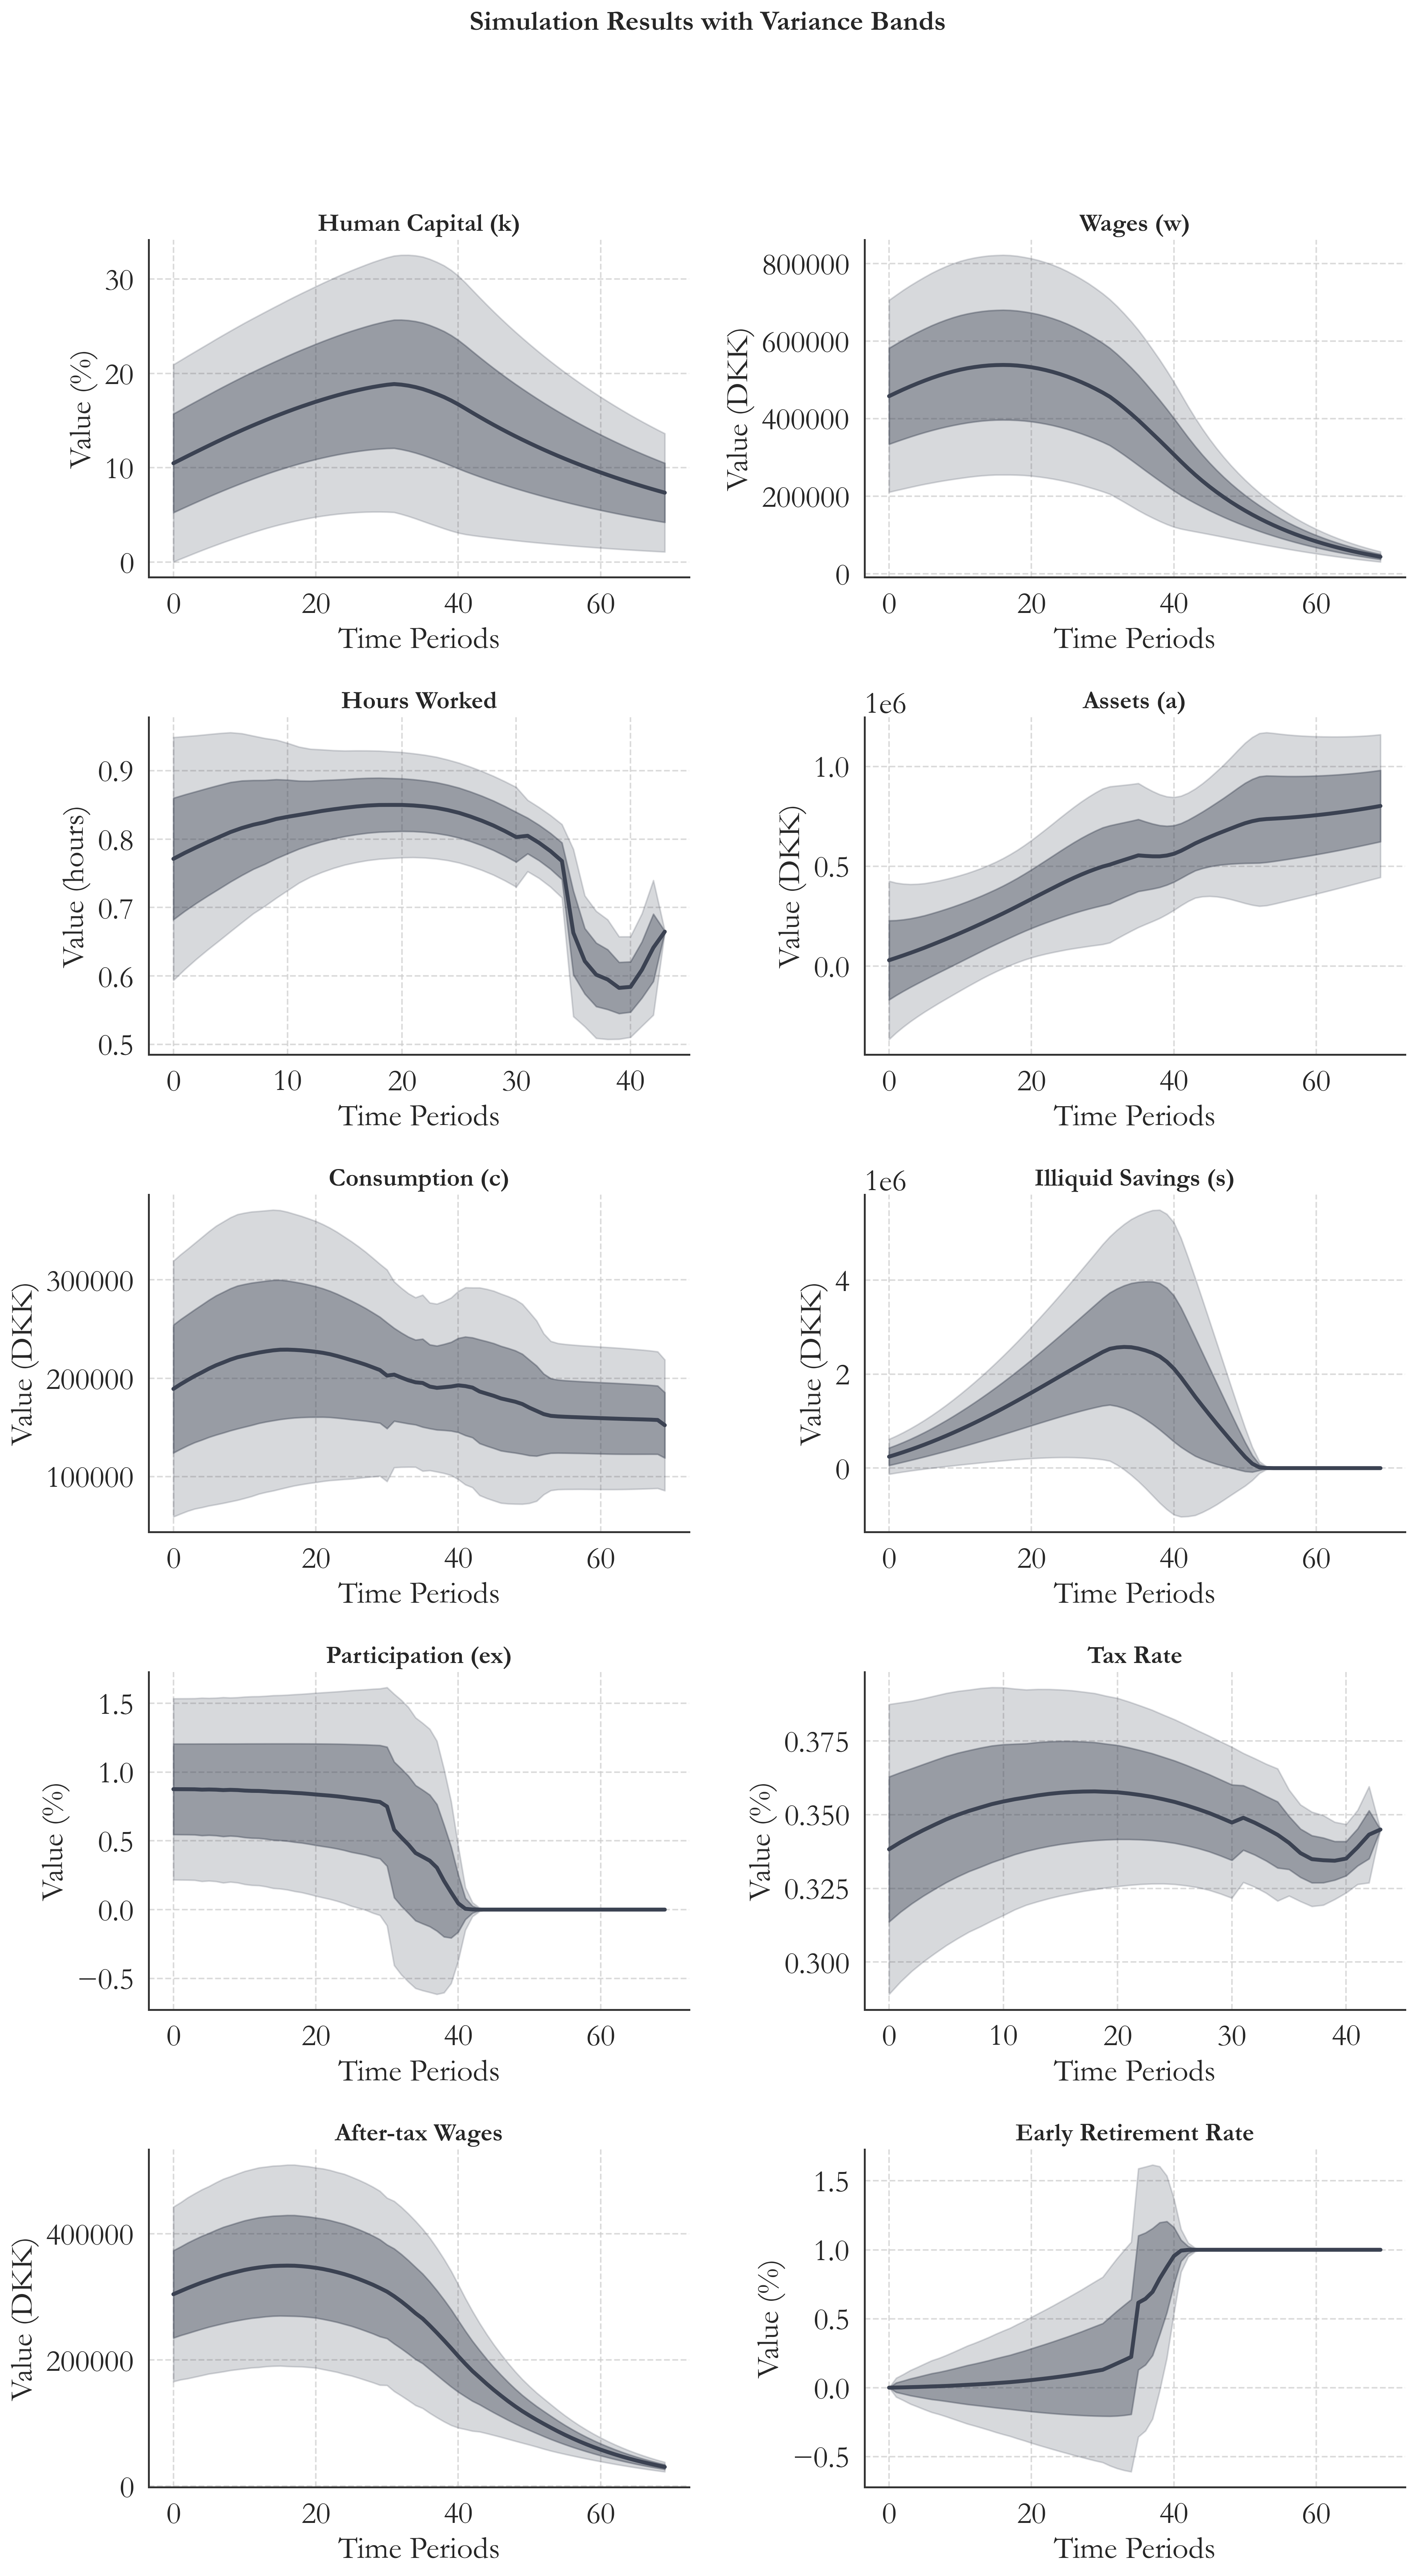 Simulation Results with Variance Bands
Human Capital (k)
Value (%)
30
20
10
0
0 20 40 60
Time Periods
Wages (w)
Value (DKK)
800000
600000
400000
200000
0
0 20 40 60
Time Periods
Hours Worked
Value (hours)
0.9
0.8
0.7
0.6
0.5
0 10 20 30 40
Time Periods
Assets (a)
1e6
Value (DKK)
1.0
0.5
0.0
0 20 40 60
Time Periods
Consumption (c)
Value (DKK)
300000
200000
100000
0 20 40 60
Time Periods
Illiquid Savings (s)
1e6
Value (DKK)
4
2
0
0 20 40 60
Time Periods
Participation (ex)
Value (%)
1.5
1.0
0.5
0.0
−0.5
0 20 40 60
Time Periods
Tax Rate
Value (%)
0.375
0.350
0.325
0.300
0 10 20 30 40
Time Periods
After-tax Wages
Value (DKK)
400000
200000
0
0 20 40 60
Time Periods
Early Retirement Rate
Value (%)
1.5
1.0
0.5
0.0
−0.5
0 20 40 60
Time Periods